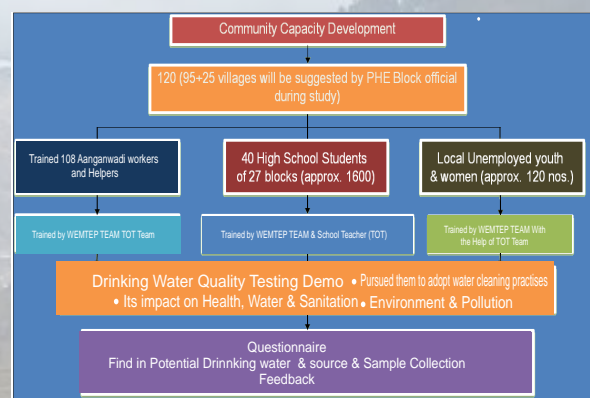 Community Capacity Development
120 (95+25 villages will be suggested by PHE Block official
during study)
Trained 108 Aanganwadi workers
and Helpers
40 High School Students
of 27 blocks (approx. 1600)
Local Unemployed youth
& women (approx. 120 nos.)
Trained by WEMTEP TEAM TOT Team
Trained by WEMTEP TEAM & School Teacher (TOT)
Trained by WEMTEP TEAM With
the Help of TOT Team
Drinking Water Quality Testing Demo • Pursued them to adopt water cleaning practises
• Its impact on Health, Water & Sanitation • Environment & Pollution
Questionnaire
Find in Potential Drinnking water & source & Sample Collection
Feedback